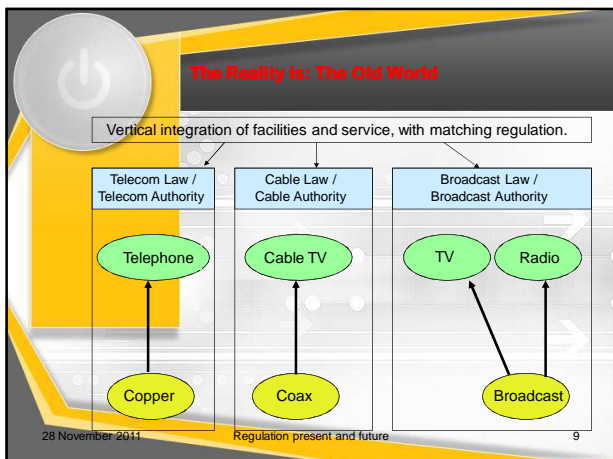 The Reality is: The Old World
Vertical integration of facilities and service, with matching regulation.
Telecom Law /
Telecom Authority
Cable Law /
Cable Authority
Broadcast Law /
Broadcast Authority
Telephone
Cable TV
TV
Radio
Copper
Coax
Broadcast
28 November 2011
Regulation present and future
9